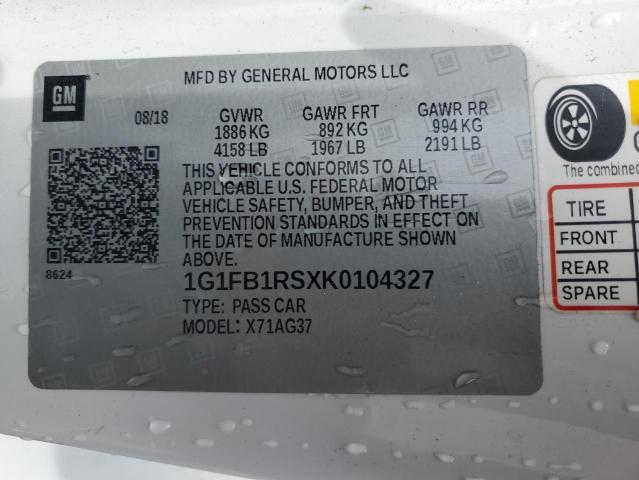 GM
MFD BY GENERAL MOTORS LLC
08/18 GVWR GAWR FRT GAWR RR
1886 KG 892 KG 994 KG
4158 LB 1967 LB 2191 LB
THIS VEHICLE CONFORMS TO ALL
APPLICABLE U.S. FEDERAL MOTOR
VEHICLE SAFETY, BUMPER, AND THEFT
PREVENTION STANDARDS IN EFFECT ON
THE DATE OF MANUFACTURE SHOWN
ABOVE.
8624
1G1FB1RSXK0104327
TYPE: PASS CAR
MODEL: X71AG37
The combined
TIRE
FRONT
REAR
SPARE